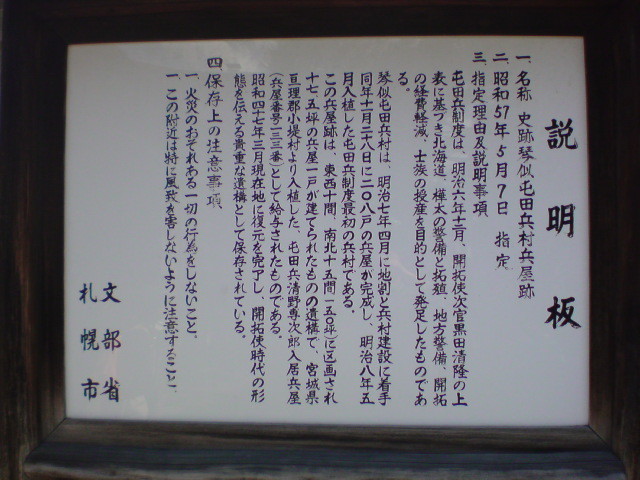 説明板
一、名称 史跡琴似屯田兵村兵屋跡
二、昭和57年5月7日 指定
三、指定理由及説明事項
屯田兵制度は、明治六年十二月、開拓使次官黒田清隆の上
表に基づき北海道、樺太の警備と拓殖、地方警備、開拓
の経費軽減、士族の授産を目的として発足したものであ
る。
琴似屯田兵村は、明治七年四月に地割と兵村建設に着手
同年十一月二十八日に二〇八戸の兵屋が完成し、明治八年五
月入植した屯田兵制度最初の兵村である。
この兵屋跡は、東西十間、南北十五間(一五〇坪)に区画され
十七・五坪の兵屋一戸が建てられたものの遺構で、宮城県
亘理郡小堤村より入植した、屯田兵清野専次郎入居兵屋
(兵屋番号一三三番)として給与されたものである。
昭和四七年三月現在地に復元を完了し、開拓使時代の形
態を伝える貴重な遺構として保存されている。
四、保存上の注意事項
一、火災のおそれある一切の行為をしないこと。
一、この附近は特に風致を害しないように注意すること。
文部省
札幌市